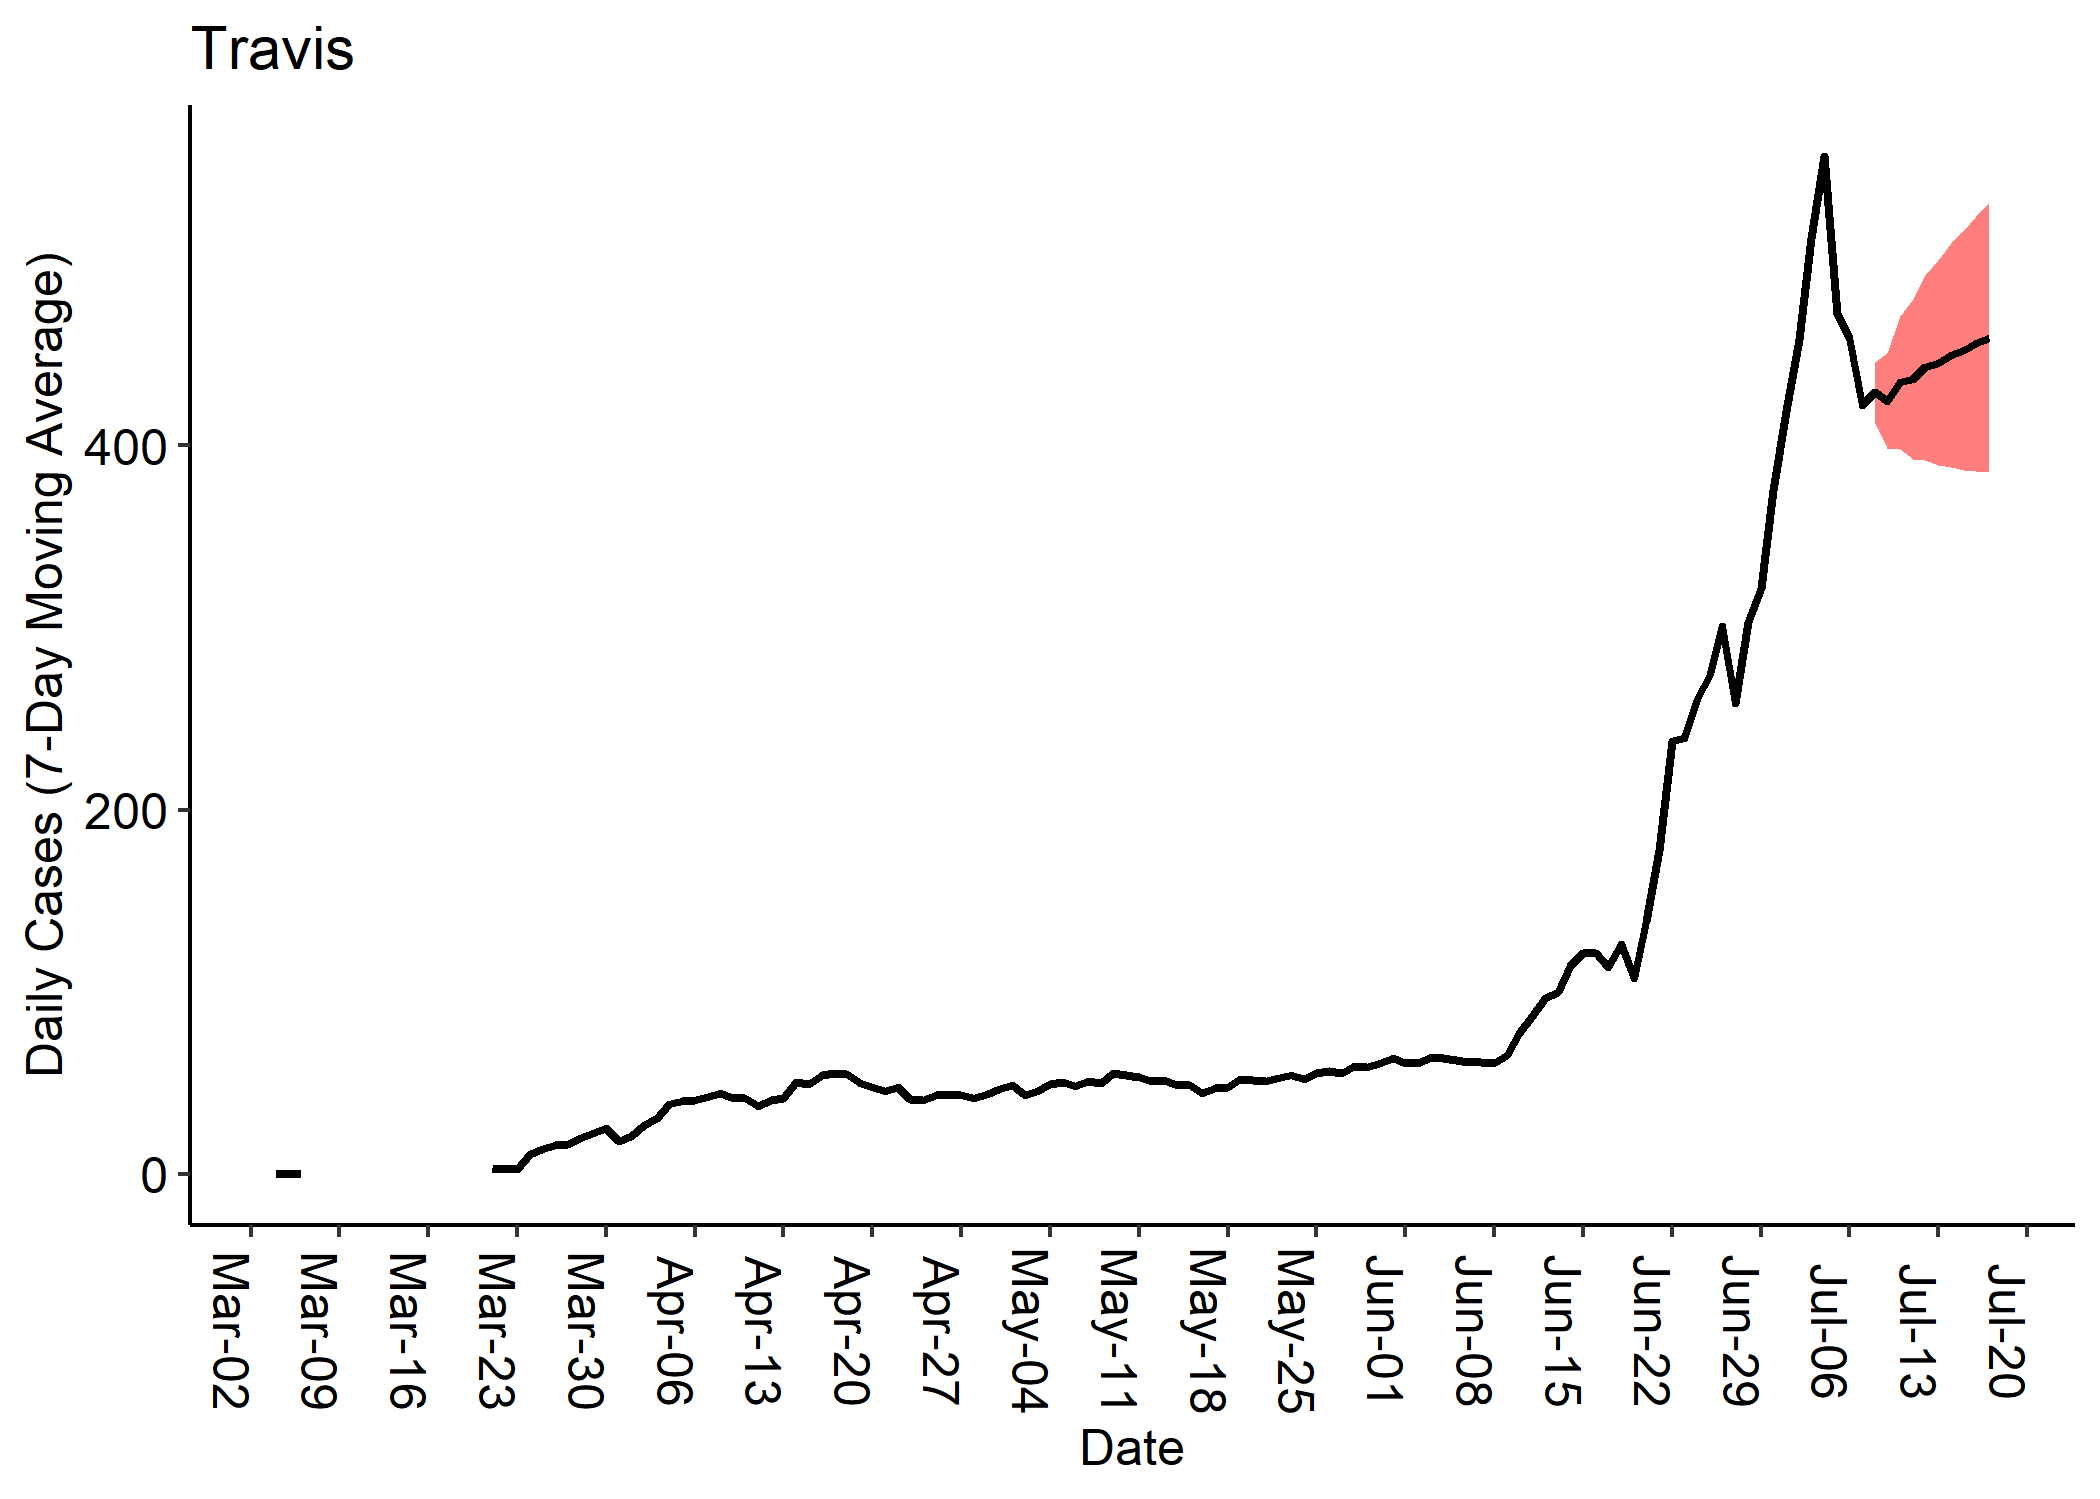 Travis
Daily Cases (7-Day Moving Average)
400
200
0
Mar-02
Mar-09
Mar-16
Mar-23
Mar-30
Apr-06
Apr-13
Apr-20
Apr-27
May-04
May-11
May-18
May-25
Jun-01
Jun-08
Jun-15
Jun-22
Jun-29
Jul-06
Jul-13
Jul-20
Date